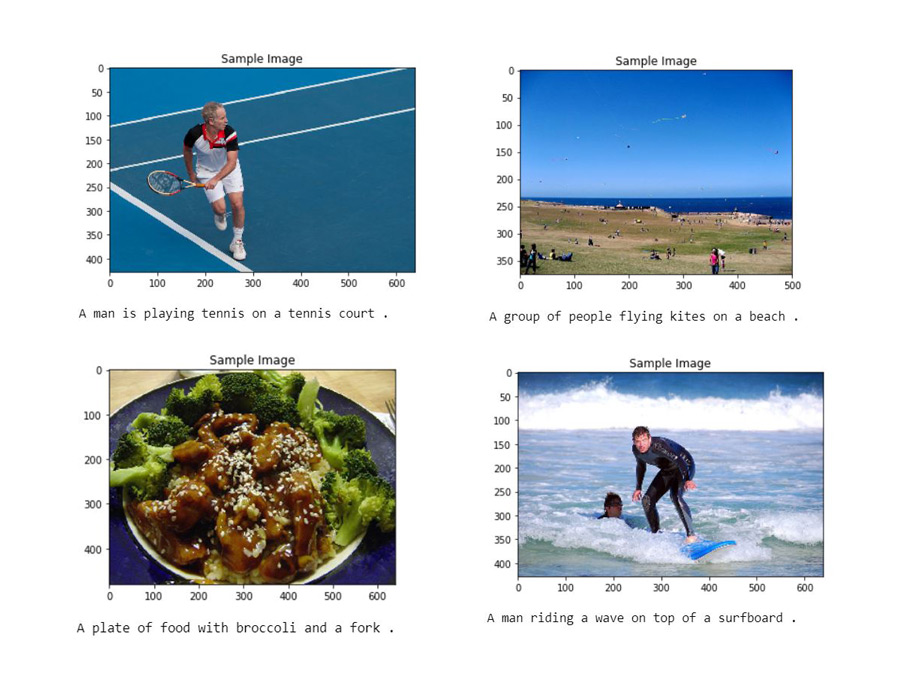 Sample Image
0
50
100
150
200
250
300
350
400
0 100 200 300 400 500 600
A man is playing tennis on a tennis court .
Sample Image
0
50
100
150
200
250
300
350
0 100 200 300 400 500
A group of people flying kites on a beach .
Sample Image
0
100
200
300
400
0 100 200 300 400 500 600
A plate of food with broccoli and a fork .
Sample Image
0
50
100
150
200
250
300
350
400
0 100 200 300 400 500 600
A man riding a wave on top of a surfboard .